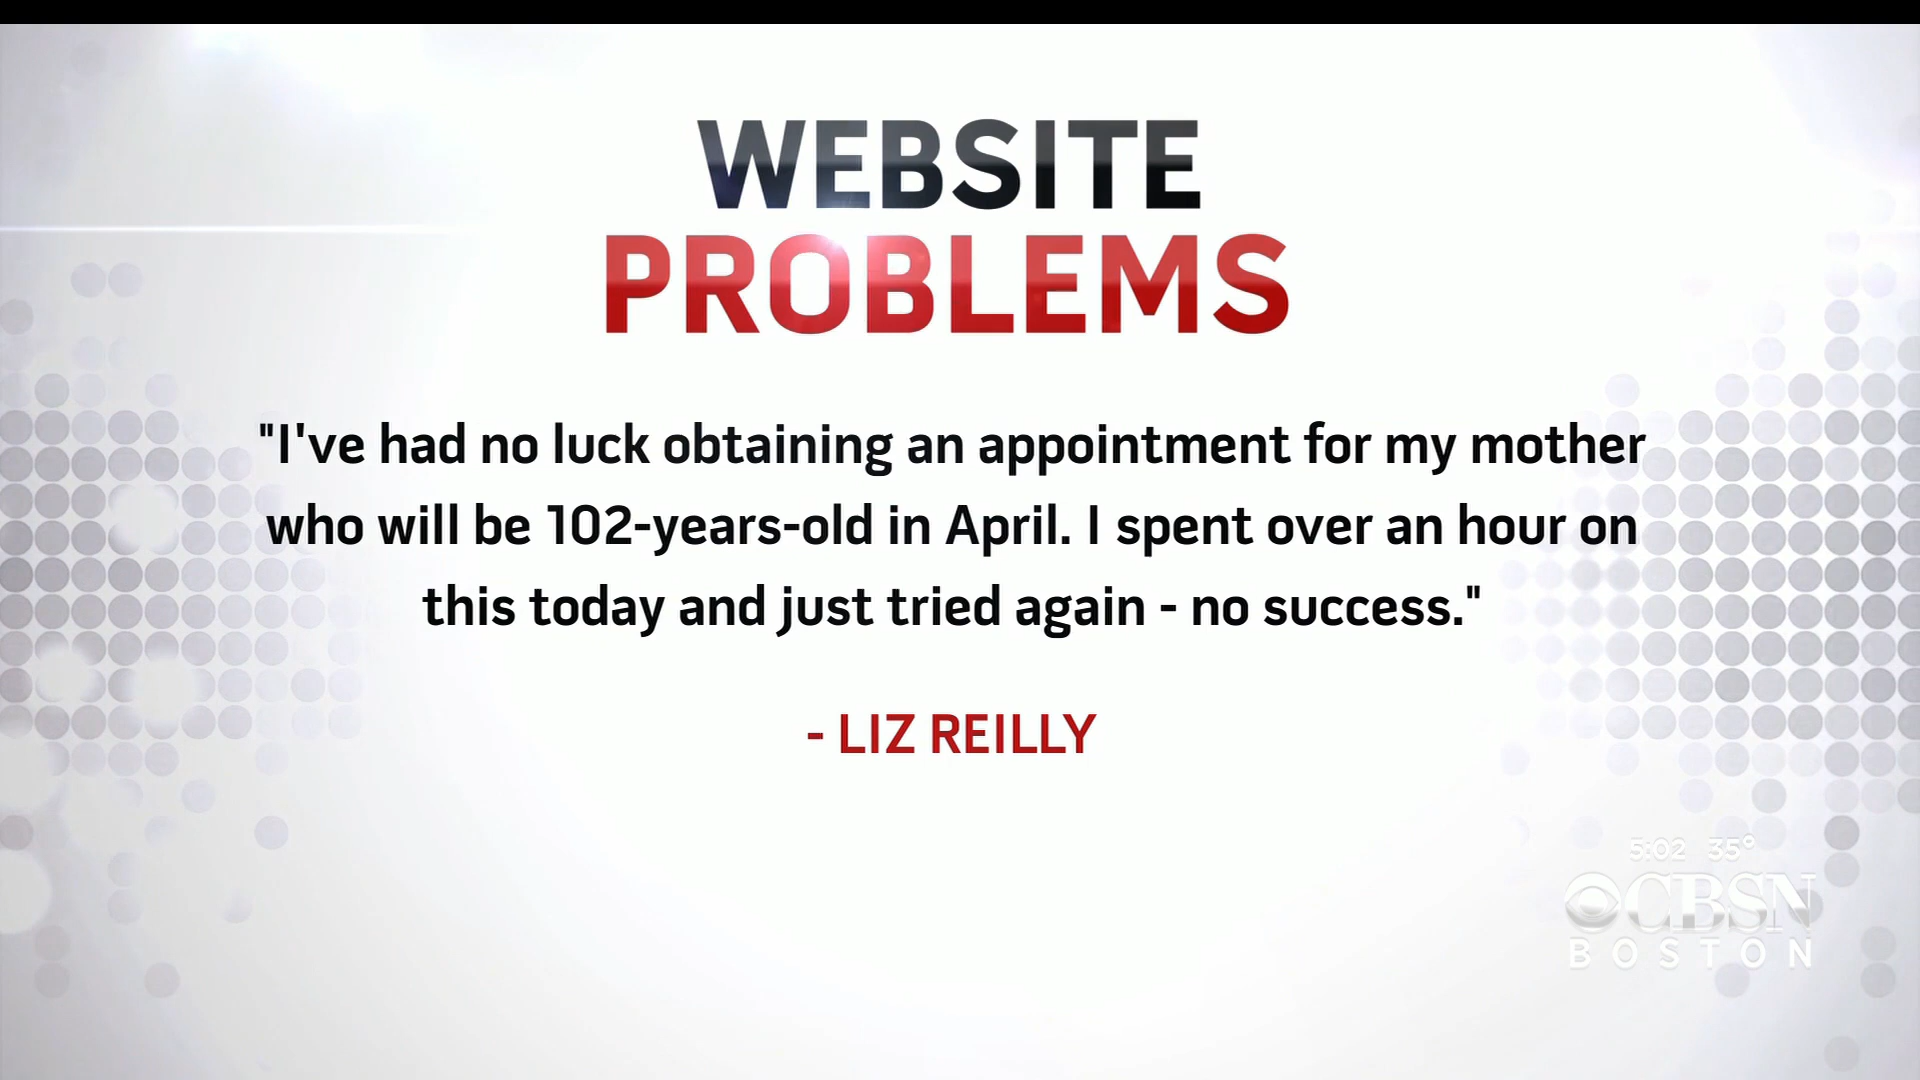 WEBSITE
PROBLEMS
"I've had no luck obtaining an appointment for my mother
who will be 102-years-old in April. I spent over an hour on
this today and just tried again - no success."
- LIZ REILLY
5:02 35°
CBSN
BOSTON